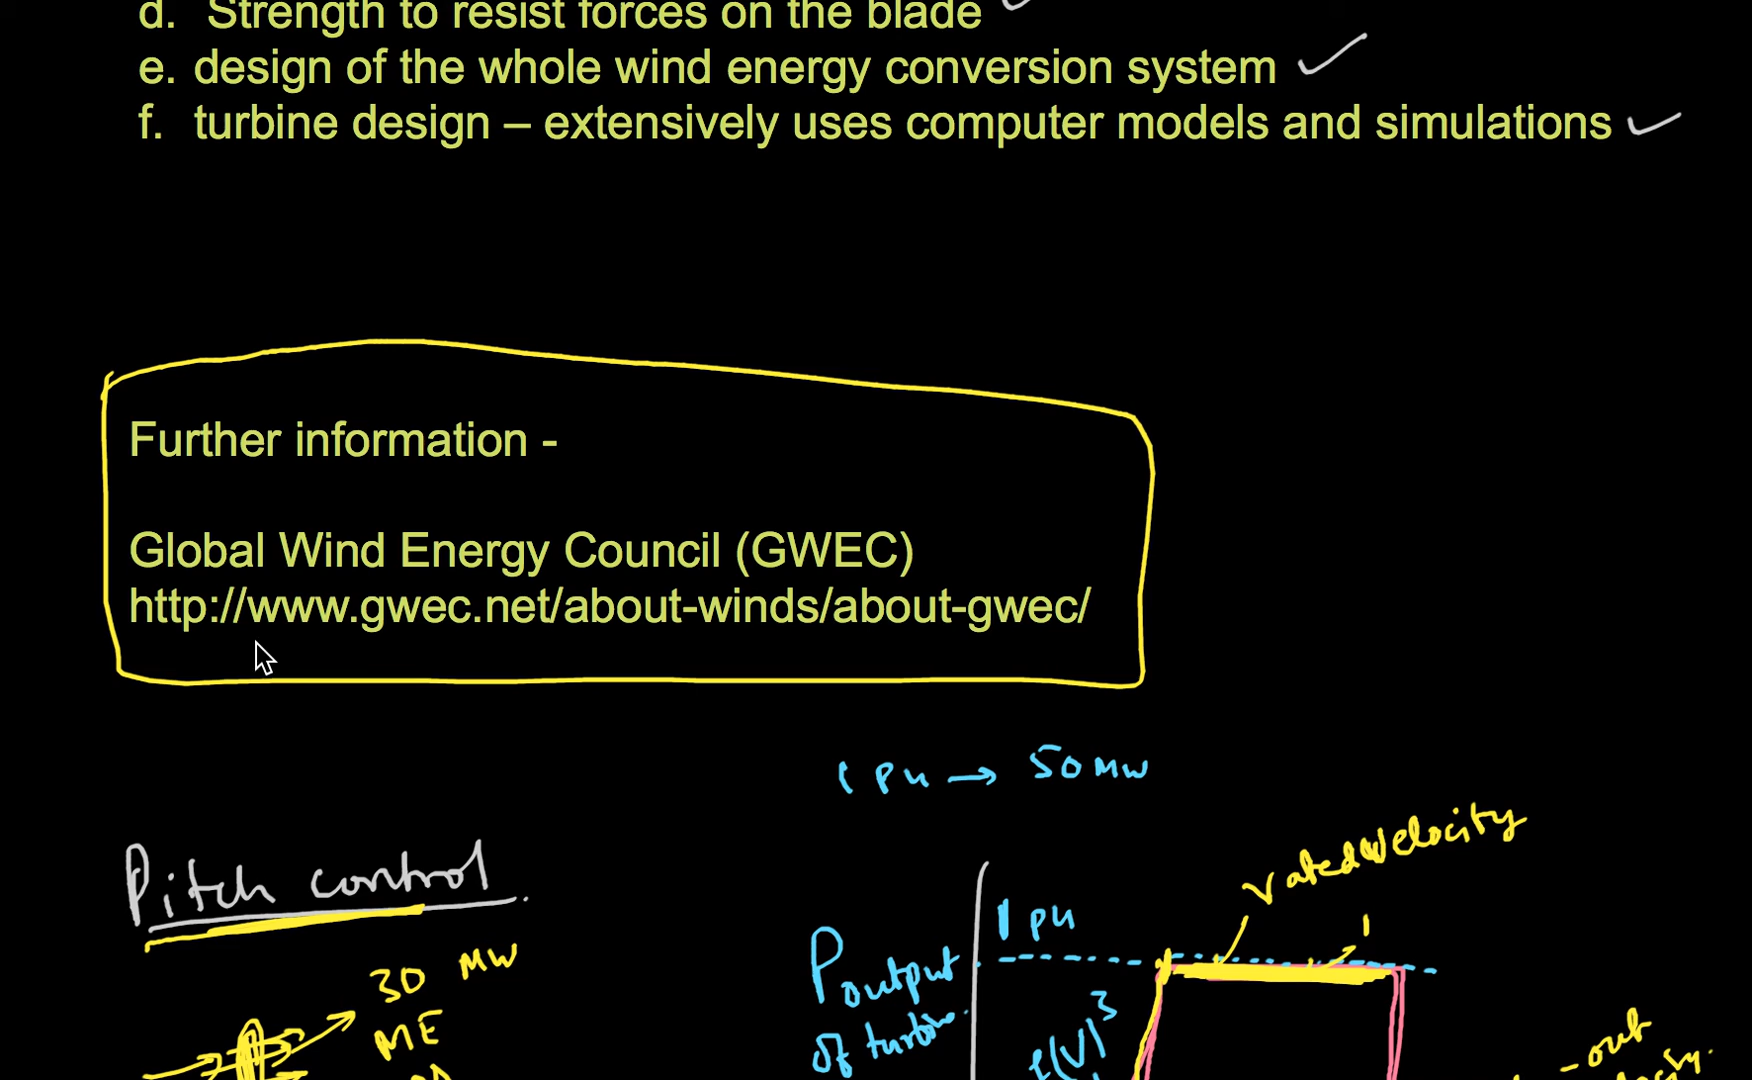 d. Strength to resist forces on the blade
e. design of the whole wind energy conversion system
f. turbine design – extensively uses computer models and simulations
Further information -
Global Wind Energy Council (GWEC)
http://www.gwec.net/about-winds/about-gwec/
1 pu → 50 MW
Pitch control.
rated velocity
1 pu
30 MW
ME
Poutput
of turbine.
f(V)³
-out